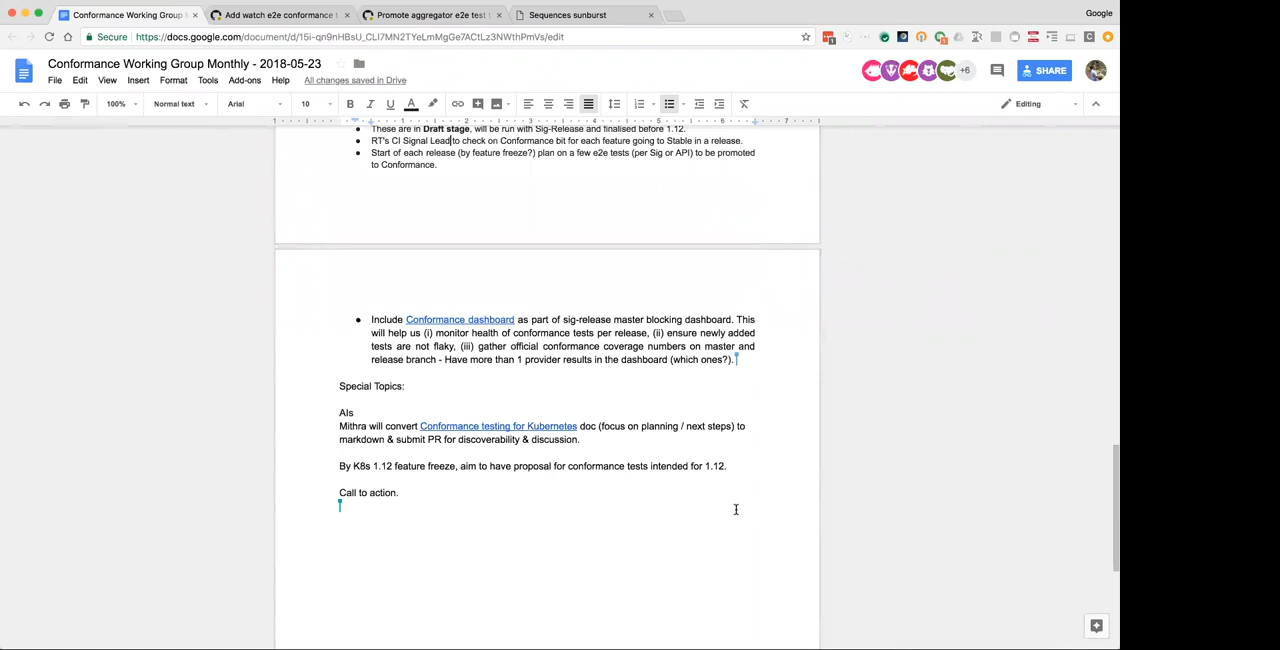 Conformance Working Group M
Add watch e2e conformance t
Promote aggregator e2e test
Sequences sunburst
Google
Secure
https://docs.google.com/document/d/15i-qn9nHBsU_CLI7MN2TYeLmMgGe7ACtLz3NWthPmVs/edit
Conformance Working Group Monthly - 2018-05-23
File Edit View Insert Format Tools Add-ons Help All changes saved in Drive
+6
SHARE
100% Normal text Arial 10 B I U A Editing
1 1 2 3 4 5 6 7
These are in Draft stage, will be run with Sig-Release and finalised before 1.12.
RT's CI Signal Lead to check on Conformance bit for each feature going to Stable in a release.
Start of each release (by feature freeze?) plan on a few e2e tests (per Sig or API) to be promoted
to Conformance.
Include Conformance dashboard as part of sig-release master blocking dashboard. This
will help us (i) monitor health of conformance tests per release, (ii) ensure newly added
tests are not flaky, (iii) gather official conformance coverage numbers on master and
release branch - Have more than 1 provider results in the dashboard (which ones?).
Special Topics:
AIs
Mithra will convert Conformance testing for Kubernetes doc (focus on planning / next steps) to
markdown & submit PR for discoverability & discussion.
By K8s 1.12 feature freeze, aim to have proposal for conformance tests intended for 1.12.
Call to action.